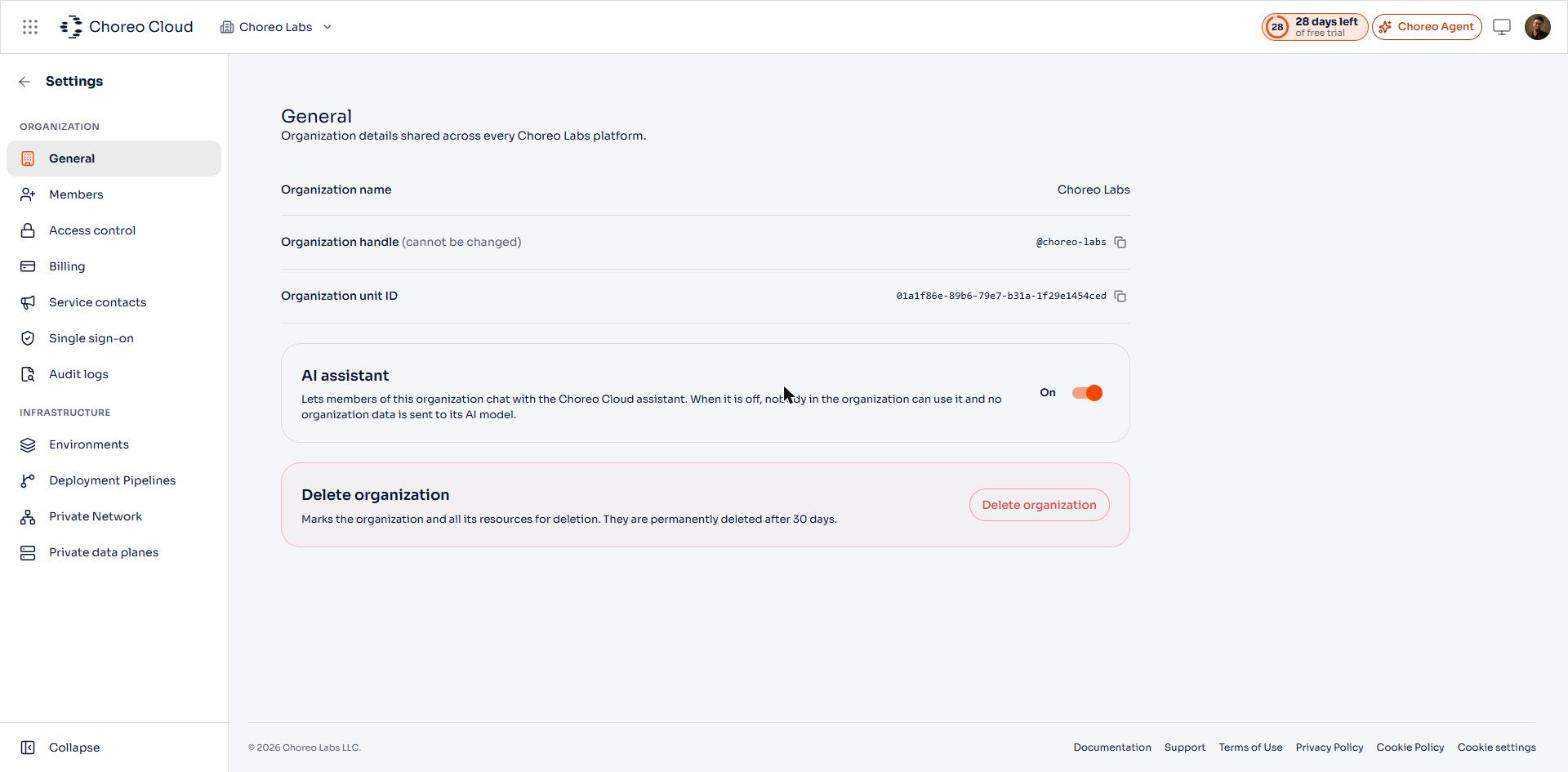 Choreo Cloud
Choreo Labs
28
28 days left
of free trial
Choreo Agent
Settings
ORGANIZATION
General
Members
Access control
Billing
Service contacts
Single sign-on
Audit logs
INFRASTRUCTURE
Environments
Deployment Pipelines
Private Network
Private data planes
Collapse
General
Organization details shared across every Choreo Labs platform.
Organization name
Choreo Labs
Organization handle (cannot be changed)
@choreo-labs
Organization unit ID
01a1f86e-89b6-79e7-b31a-1f29e1454ced
AI assistant
Lets members of this organization chat with the Choreo Cloud assistant. When it is off, nobody in the organization can use it and no
organization data is sent to its AI model.
On
Delete organization
Marks the organization and all its resources for deletion. They are permanently deleted after 30 days.
Delete organization
© 2026 Choreo Labs LLC.
Documentation
Support
Terms of Use
Privacy Policy
Cookie Policy
Cookie settings